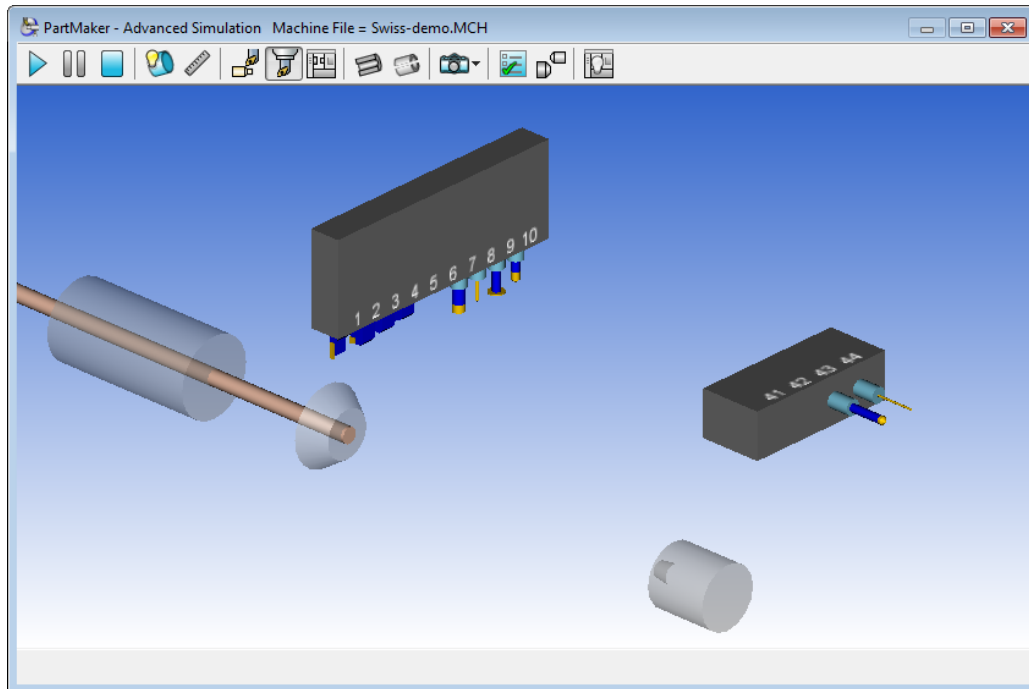 PartMaker - Advanced Simulation   Machine File = Swiss-demo.MCH
1 2 3 4 5 6 7 8 9 10
41 42 43 44